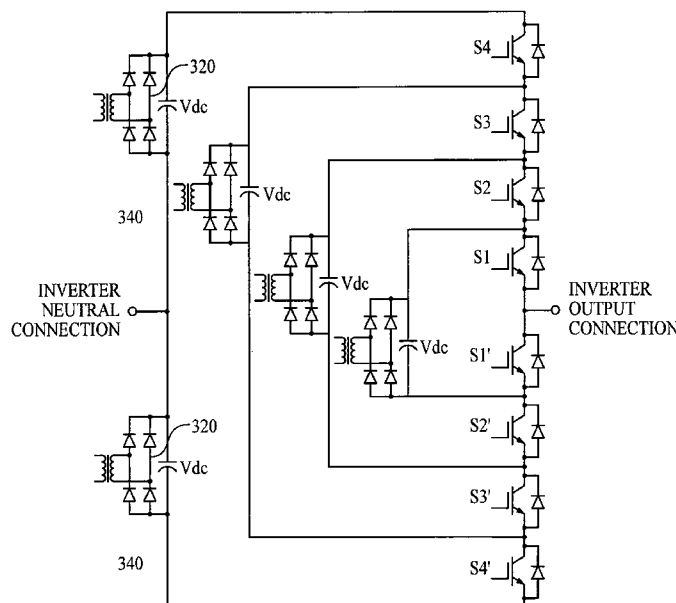 S4
320
Vdc
S3
Vdc
S2
340
Vdc
S1
INVERTER
NEUTRAL
CONNECTION
INVERTER
OUTPUT
CONNECTION
Vdc
S1'
S2'
320
Vdc
S3'
340
S4'